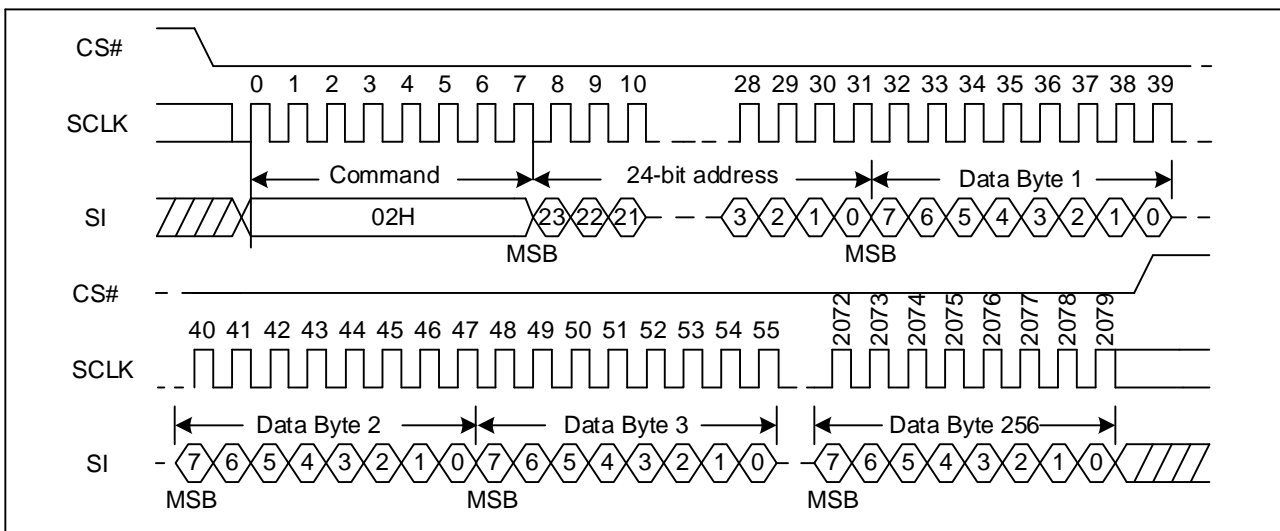 CS#
0 1 2 3 4 5 6 7 8 9 10 28 29 30 31 32 33 34 35 36 37 38 39
SCLK
Command 24-bit address Data Byte 1
SI 02H 23 22 21 3 2 1 0 7 6 5 4 3 2 1 0
MSB MSB
CS#
40 41 42 43 44 45 46 47 48 49 50 51 52 53 54 55 2072 2073 2074 2075 2076 2077 2078 2079
SCLK
Data Byte 2 Data Byte 3 Data Byte 256
SI 7 6 5 4 3 2 1 0 7 6 5 4 3 2 1 0 7 6 5 4 3 2 1 0
MSB MSB MSB